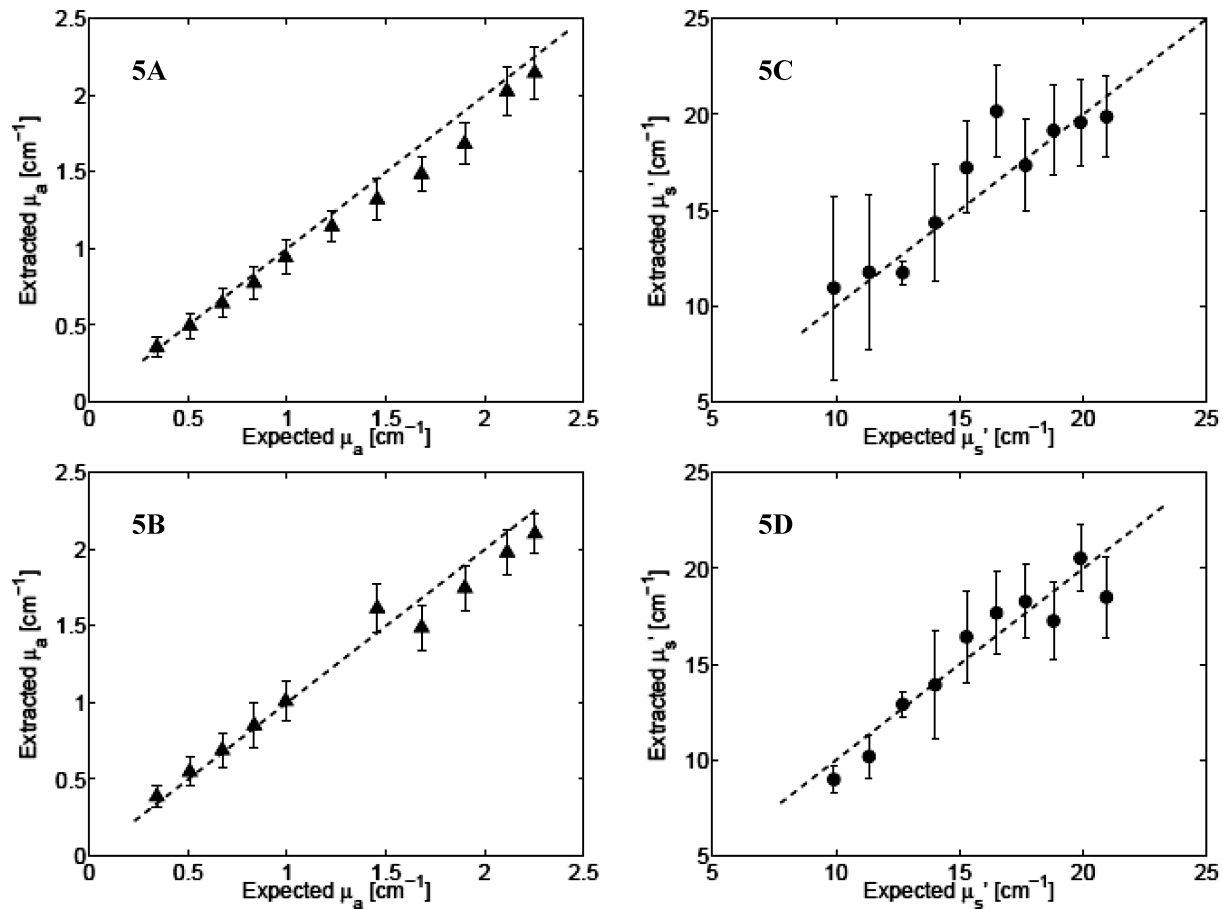 5A
2.5
2
1.5
1
0.5
0
0 0.5 1 1.5 2 2.5
Extracted μa [cm−1]
Expected μa [cm−1]
5C
25
20
15
10
5
5 10 15 20 25
Extracted μs' [cm−1]
Expected μs' [cm−1]
5B
2.5
2
1.5
1
0.5
0
0 0.5 1 1.5 2 2.5
Extracted μa [cm−1]
Expected μa [cm−1]
5D
25
20
15
10
5
5 10 15 20 25
Extracted μs' [cm−1]
Expected μs' [cm−1]